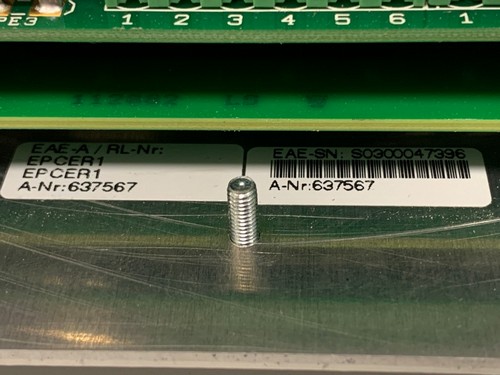 PE3
1 2 3 4 5 6 1
EAE-A / RL-Nr:
EPCER1
EPCER1
A-Nr:637567
EAE-SN: S0300047396
A-Nr:637567